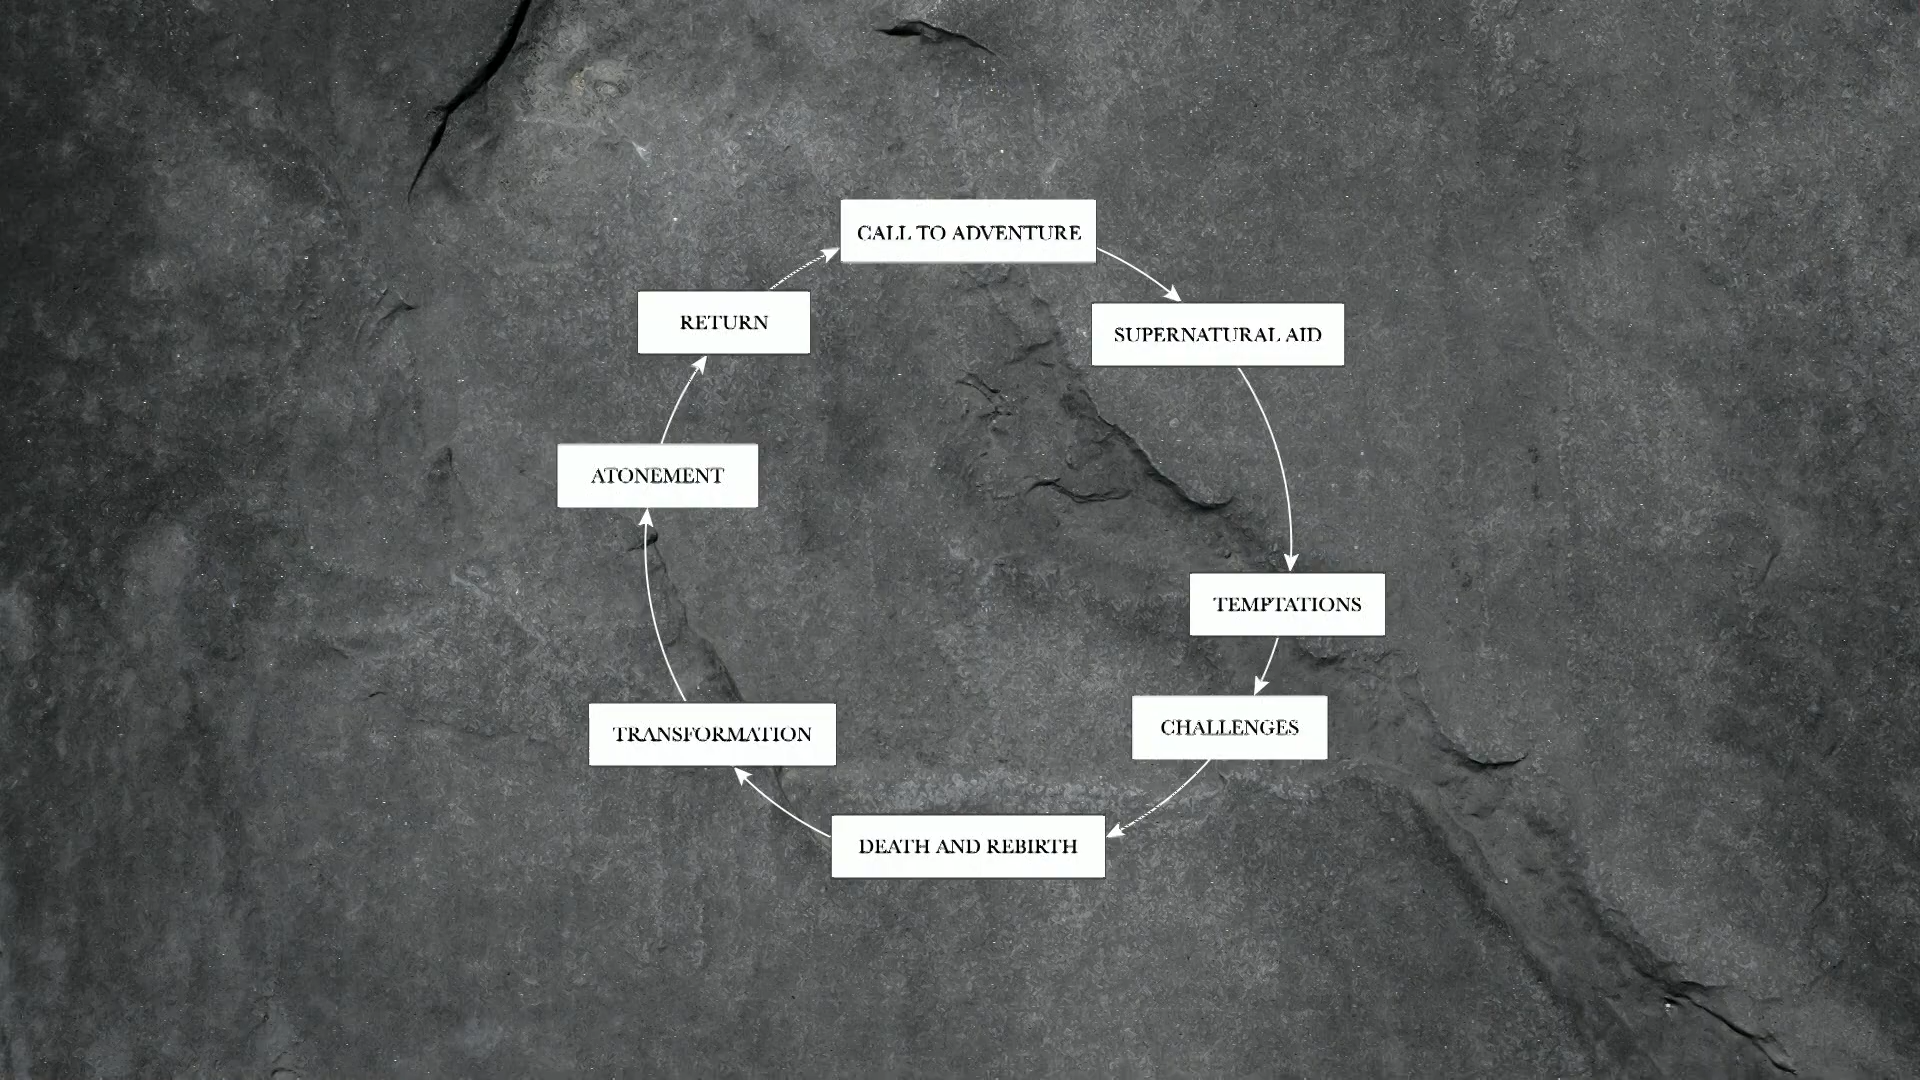 CALL TO ADVENTURE
SUPERNATURAL AID
TEMPTATIONS
CHALLENGES
DEATH AND REBIRTH
TRANSFORMATION
ATONEMENT
RETURN